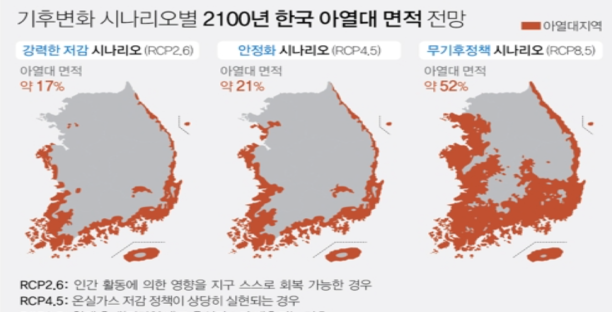 기후변화 시나리오별 2100년 한국 아열대 면적 전망
아열대지역
강력한 저감 시나리오 (RCP2,6)
아열대 면적
약 17%
안정화 시나리오 (RCP4,5)
아열대 면적
약 21%
무기후정책 시나리오 (RCP8,5)
아열대 면적
약 52%
RCP2,6: 인간 활동에 의한 영향을 지구 스스로 회복 가능한 경우
RCP4,5: 온실가스 저감 정책이 상당히 실현되는 경우